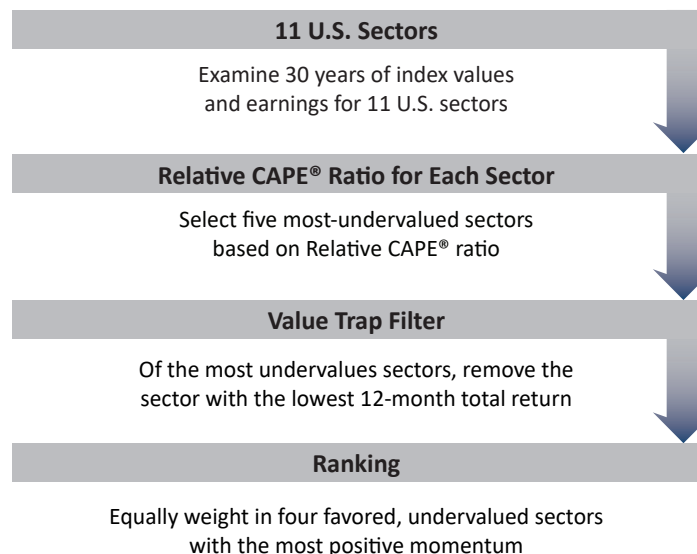 11 U.S. Sectors
Examine 30 years of index values
and earnings for 11 U.S. sectors
Relative CAPE® Ratio for Each Sector
Select five most-undervalued sectors
based on Relative CAPE® ratio
Value Trap Filter
Of the most undervalues sectors, remove the
sector with the lowest 12-month total return
Ranking
Equally weight in four favored, undervalued sectors
with the most positive momentum